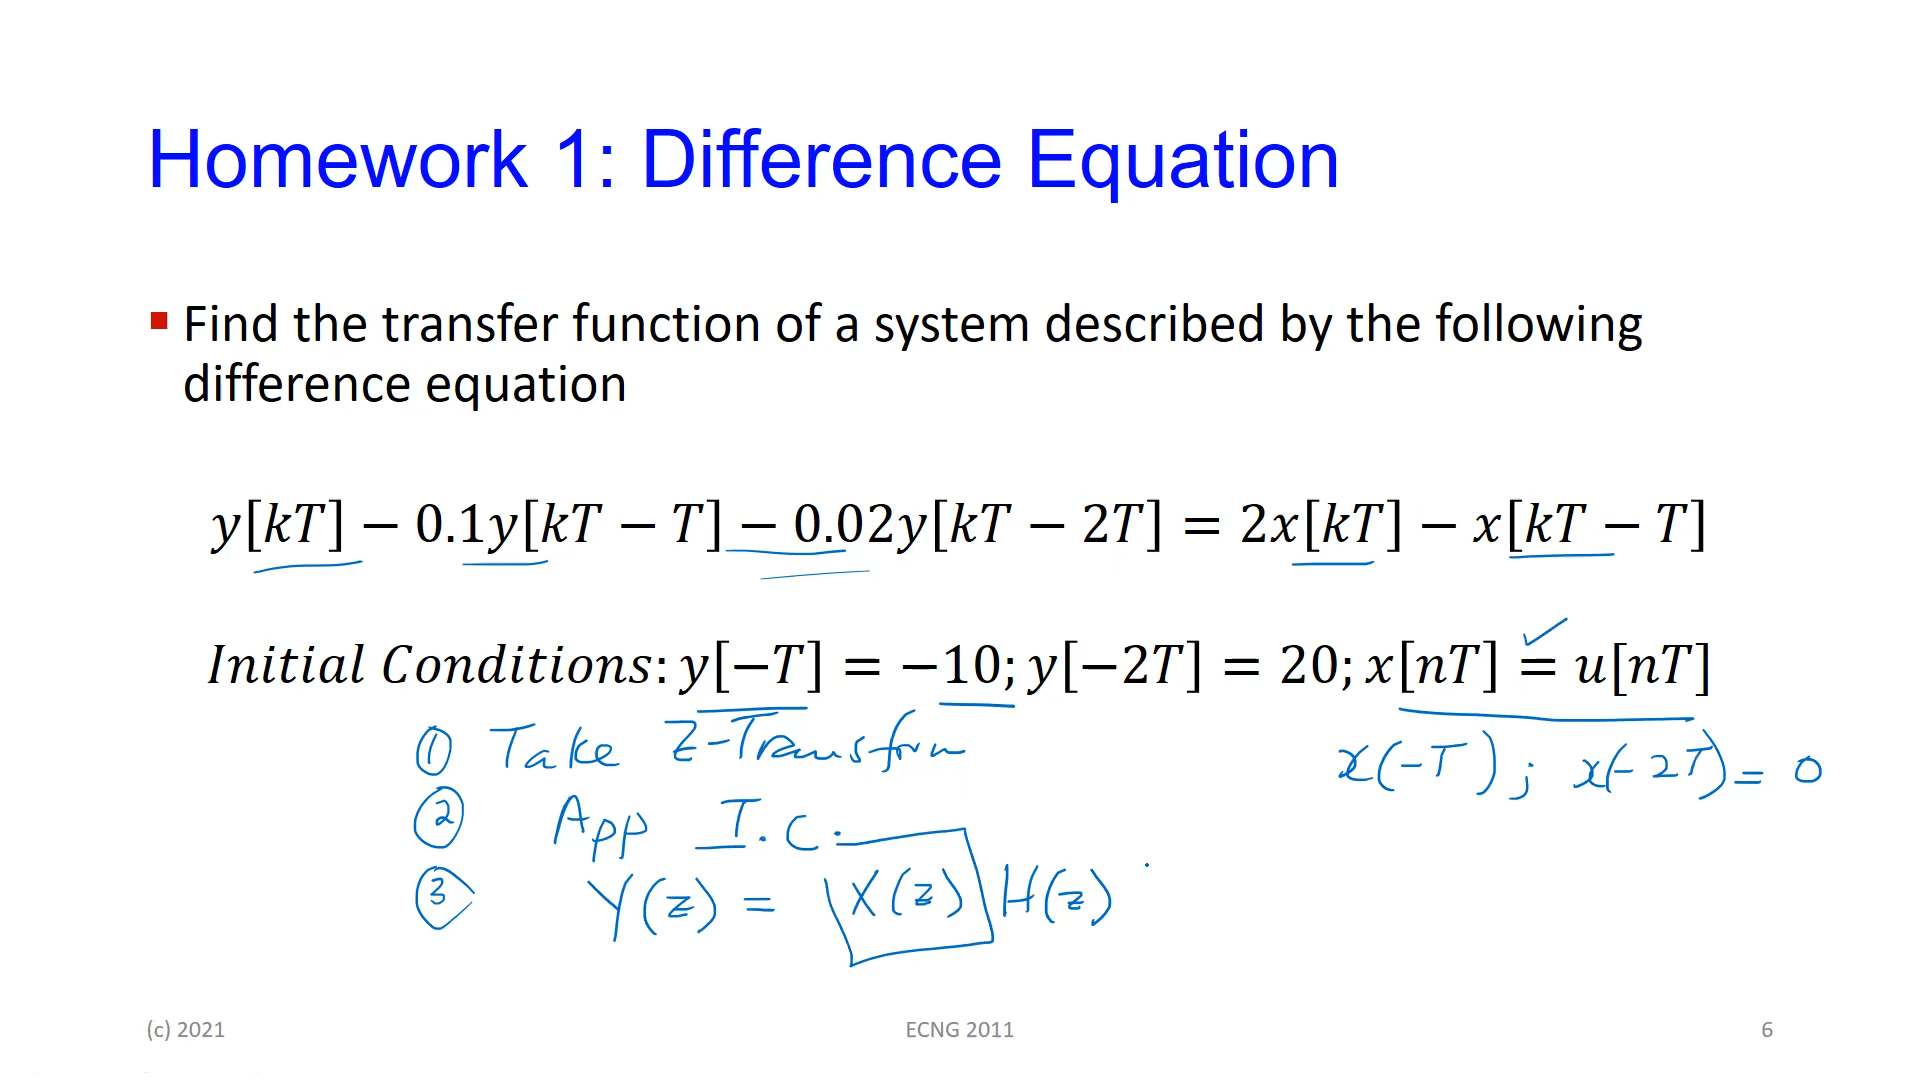 Homework 1: Difference Equation
▪ Find the transfer function of a system described by the following
difference equation
y[kT] − 0.1y[kT − T] − 0.02y[kT − 2T] = 2x[kT] − x[kT − T]
Initial Conditions: y[−T] = −10; y[−2T] = 20; x[nT] = u[nT]
① Take Z-Transform
x(-T); x(-2T) = 0
② App I.C.
③ Y(z) = X(z) H(z)
(c) 2021
ECNG 2011
6